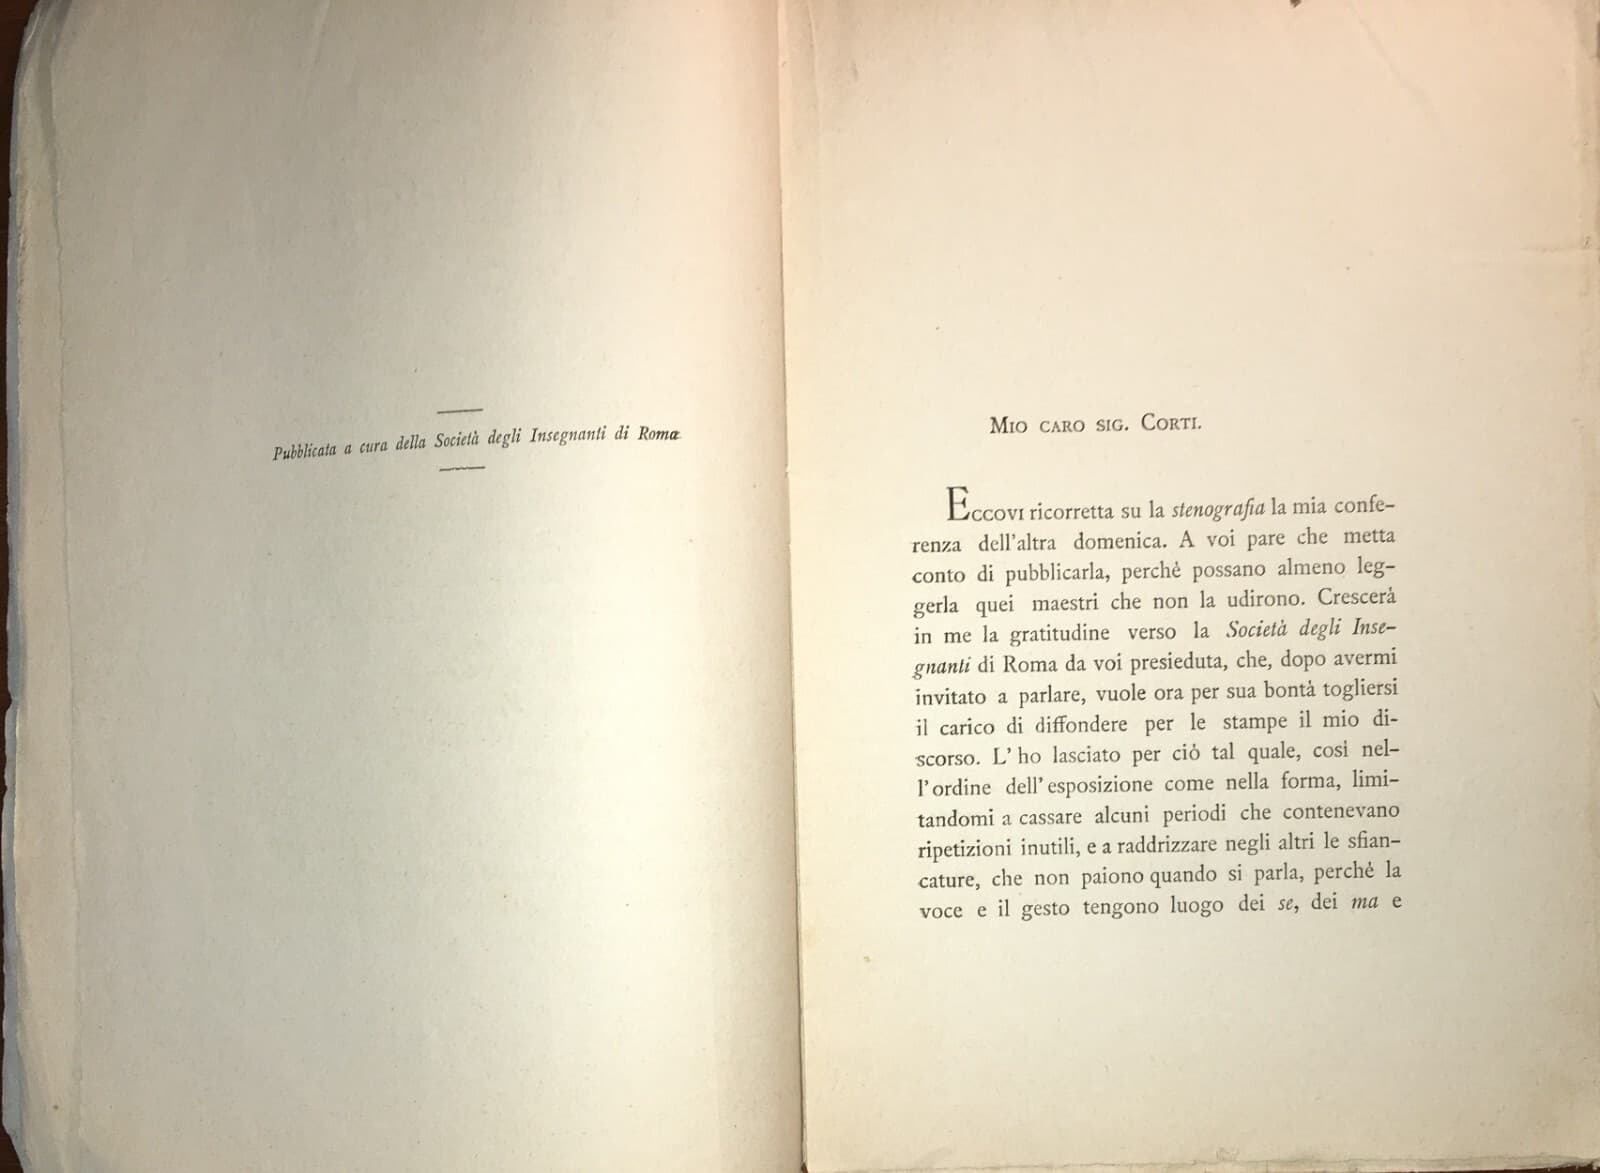 Pubblicata a cura della Società degli Insegnanti di Roma
Mio caro sig. Corti.
Eccovi ricorretta su la stenografia la mia confe-
renza dell'altra domenica. A voi pare che metta
conto di pubblicarla, perchè possano almeno leg-
gerla quei maestri che non la udirono. Crescerà
in me la gratitudine verso la Società degli Inse-
gnanti di Roma da voi presieduta, che, dopo avermi
invitato a parlare, vuole ora per sua bontà togliersi
il carico di diffondere per le stampe il mio di-
scorso. L' ho lasciato per ciò tal quale, così nel-
l'ordine dell' esposizione come nella forma, limi-
tandomi a cassare alcuni periodi che contenevano
ripetizioni inutili, e a raddrizzare negli altri le sfian-
cature, che non paiono quando si parla, perchè la
voce e il gesto tengono luogo dei se, dei ma e